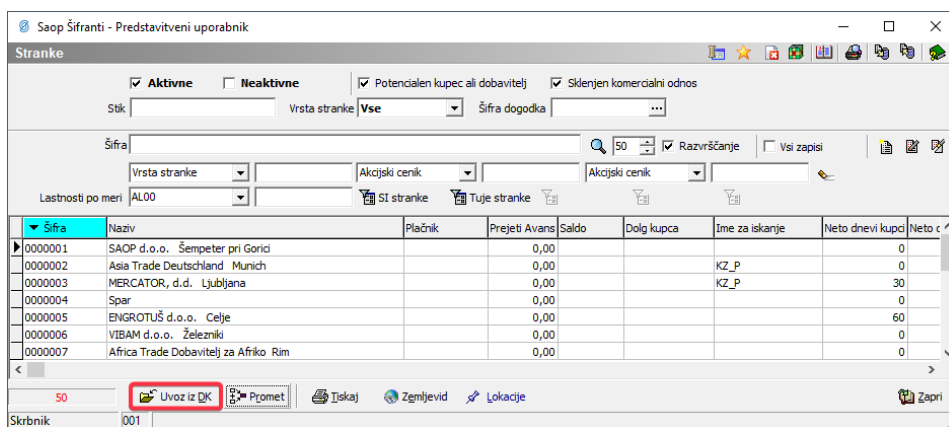 Saop Šifranti - Predstavitveni uporabnik
Stranke
Aktivne Neaktivne Potencialen kupec ali dobavitelj Sklenjen komercialni odnos
Stik Vrsta stranke Vse Šifra dogodka ...
Šifra 50 Razvrščanje Vsi zapisi
Vrsta stranke Akcijski cenik Akcijski cenik
Lastnosti po meri AL00 SI stranke Tuje stranke
Šifra Naziv Plačnik Prejeti Avans Saldo Dolg kupca Ime za iskanje Neto dnevi kupci Neto
0000001 SAOP d.o.o. Šempeter pri Gorici 0,00 0
0000002 Asia Trade Deutschland Munich 0,00 KZ_P 0
0000003 MERCATOR, d.d. Ljubljana 0,00 KZ_P 30
0000004 Spar 0,00 0
0000005 ENGROTUŠ d.o.o. Celje 0,00 60
0000006 VIBAM d.o.o. Železniki 0,00 0
0000007 Africa Trade Dobavitelj za Afriko Rim 0,00 0
50 Uvoz iz DK Promet Tiskaj Zemljevid Lokacije Zapri
Skrbnik 001